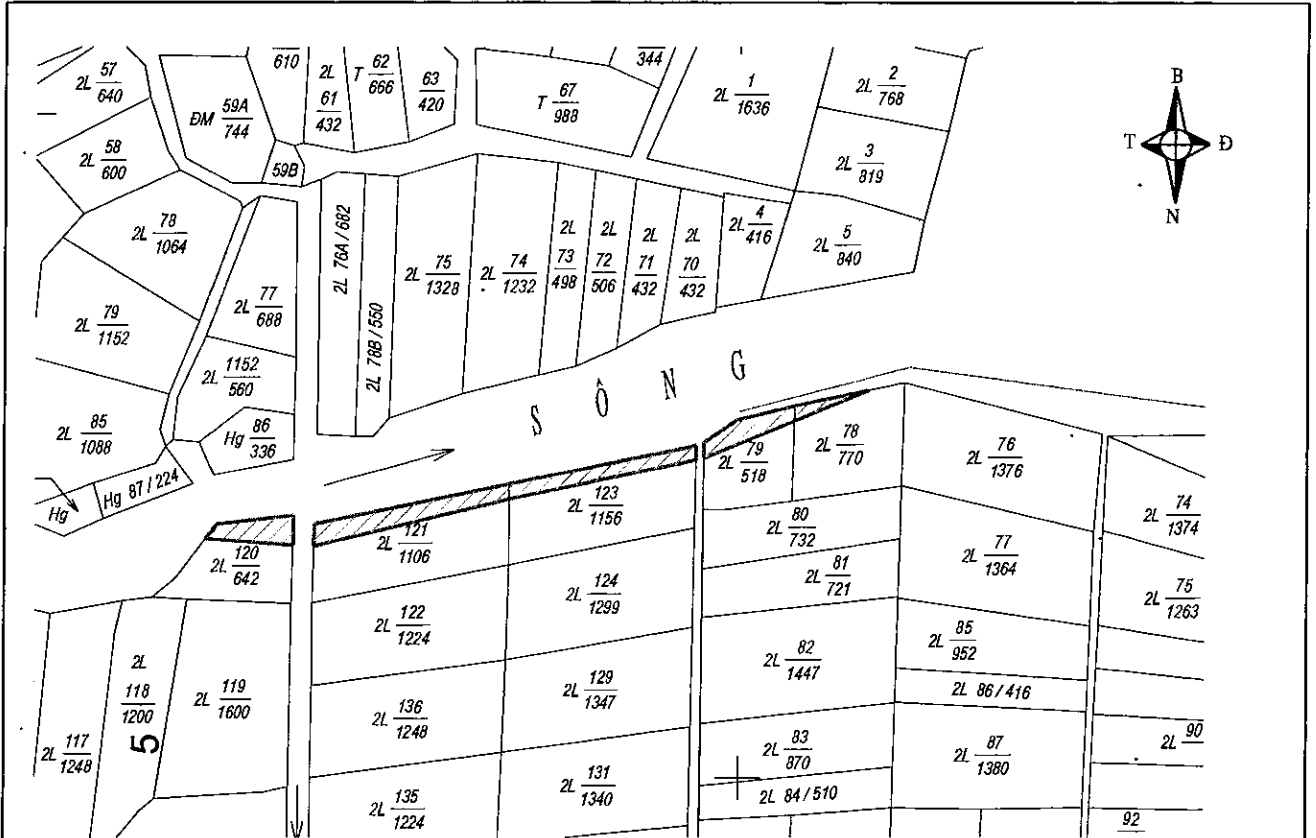 2L 57/640
610
2L 61/432
T 62/666
63/420
344
T 67/988
2L 1/1636
2L 2/768
B
T Đ
N
ĐM 59A/744
59B
2L 58/600
2L 3/819
2L 78/1064
2L 76A / 682
2L 78B / 550
2L 75/1328
2L 74/1232
2L 73/498
2L 72/506
2L 71/432
2L 70/432
2L 4/416
2L 5/840
2L 77/688
2L 79/1152
2L 1152/560
SÔNG
2L 85/1088
Hg 86/336
Hg 87 / 224
Hg
2L 79/518
2L 78/770
2L 76/1376
2L 74/1374
2L 123/1156
2L 121/1106
2L 120/642
2L 80/732
2L 81/721
2L 77/1364
2L 75/1263
2L 124/1299
2L 122/1224
2L 82/1447
2L 85/952
2L 86 / 416
2L 118/1200
2L 119/1600
2L 129/1347
2L 136/1248
2L 117/1248
5
2L 83/870
2L 87/1380
2L 90
2L 131/1340
2L 84 / 510
2L 135/1224
92